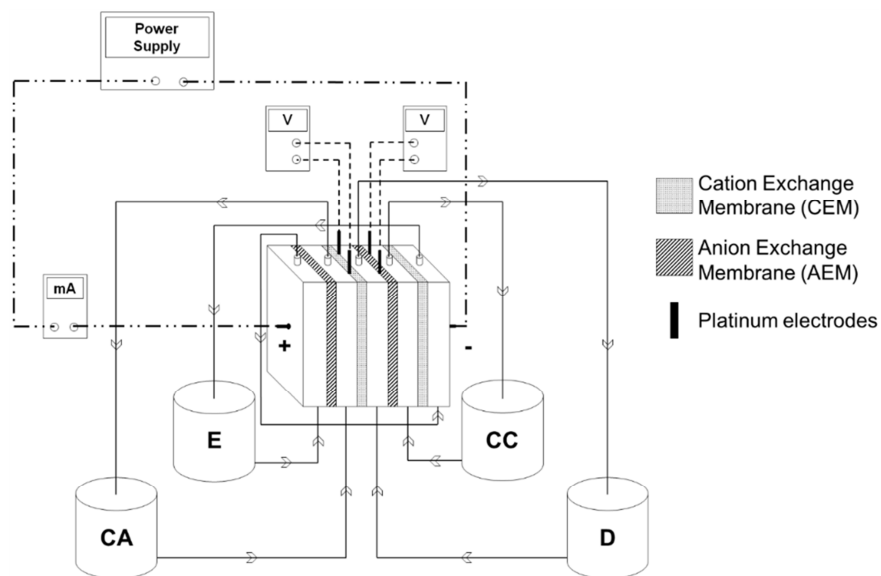 Power
Supply
V
V
mA
+
-
E
CC
CA
D
Cation Exchange
Membrane (CEM)
Anion Exchange
Membrane (AEM)
Platinum electrodes